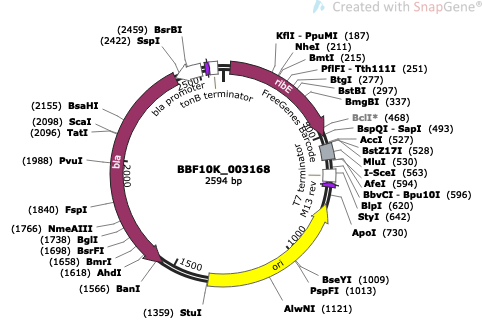 Created with SnapGene®
(2459) BsrBI
(2422) SspI
KflI - PpuMI (187)
NheI (211)
BmtI (215)
PflFI - Tth111I (251)
BtgI (277)
BstBI (297)
BmgBI (337)
BclI* (468)
BspQI - SapI (493)
AccI (527)
BstZ17I (528)
MluI (530)
I-SceI (563)
AfeI (594)
BbvCI - Bpu10I (596)
BlpI (620)
StyI (642)
ApoI (730)
BseYI (1009)
PspFI (1013)
AlwNI (1121)
(1359) StuI
(1566) BanI
(1618) AhdI
(1658) BmrI
(1698) BsrFI
(1738) BglI
(1766) NmeAIII
(1840) FspI
(1988) PvuI
(2096) TatI
(2098) ScaI
(2155) BsaHI
bla promoter
tonB terminator
ribE
FreeGenes Barcode
T7 terminator
M13 rev
ori
bla
500
1000
1500
2000
2500
BBF10K_003168
2594 bp